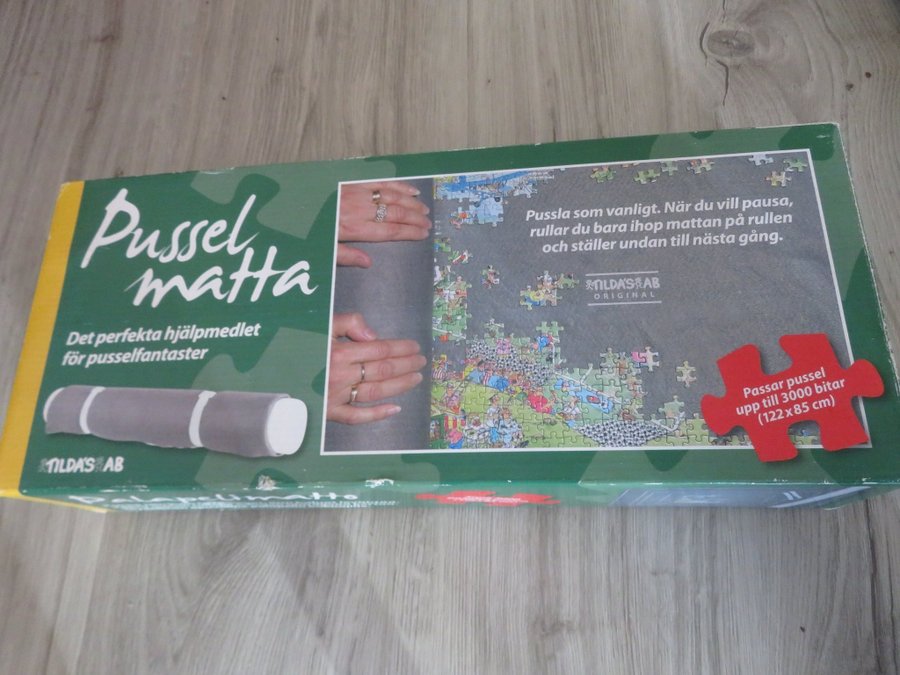 Pussel
matta
Det perfekta hjälpmedlet
för pusselfantaster
TILDA'S AB
Pussla som vanligt. När du vill pausa,
rullar du bara ihop mattan på rullen
och ställer undan till nästa gång.
TILDA'S AB
ORIGINAL
Passar pussel
upp till 3000 bitar
(122 x 85 cm)
Palapelimatto